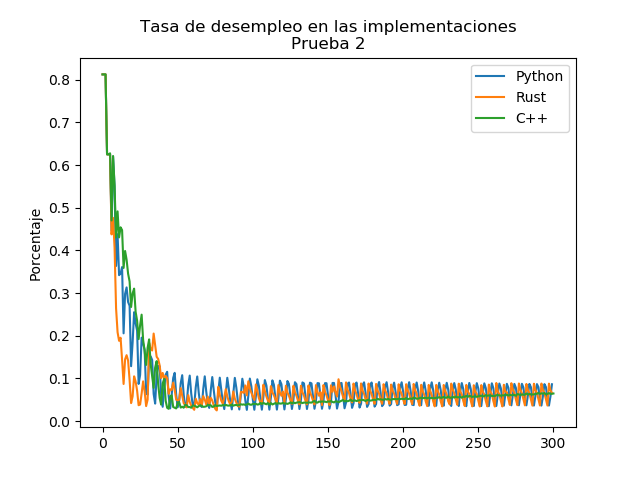 Tasa de desempleo en las implementaciones
Prueba 2
Python
Rust
C++
Porcentaje
0.8
0.7
0.6
0.5
0.4
0.3
0.2
0.1
0.0
0 50 100 150 200 250 300